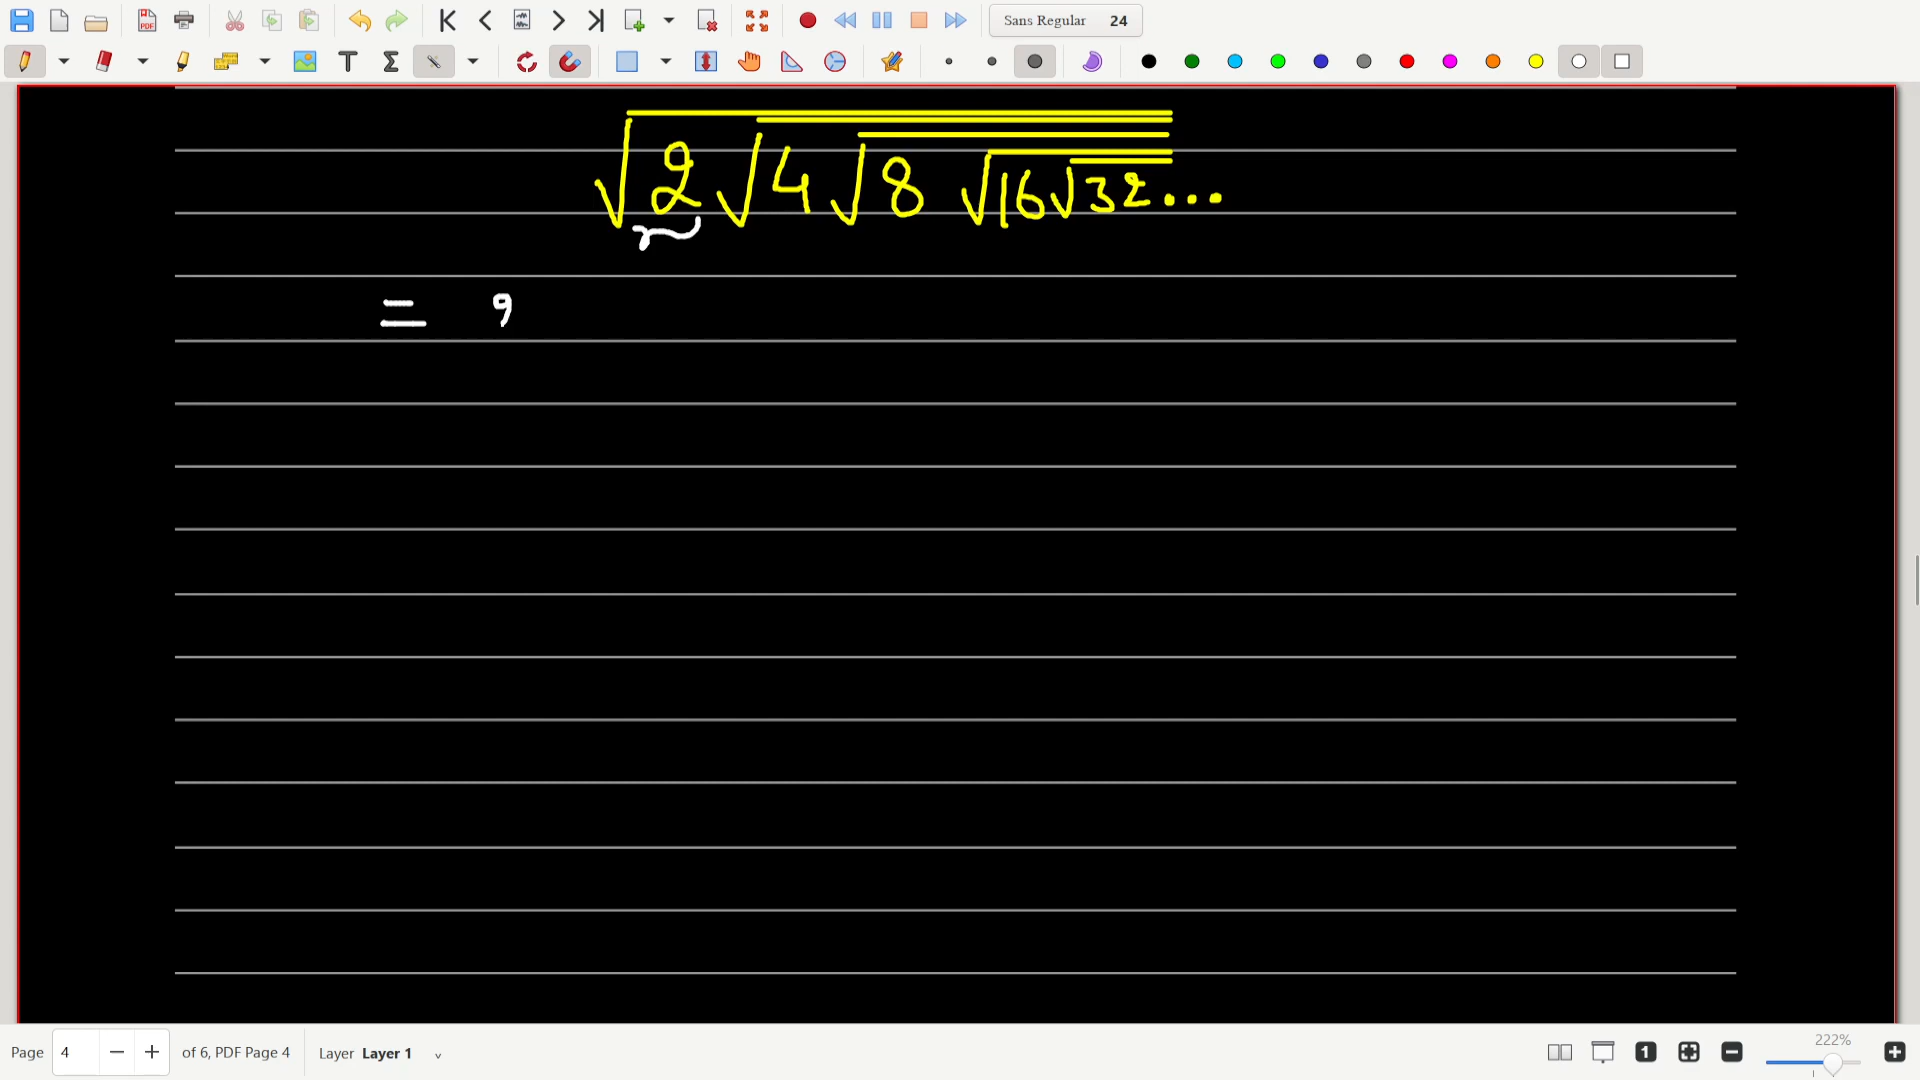 Sans Regular 24
√2√4√8√16√32...
= 9
Page 4 of 6, PDF Page 4 Layer Layer 1 222%